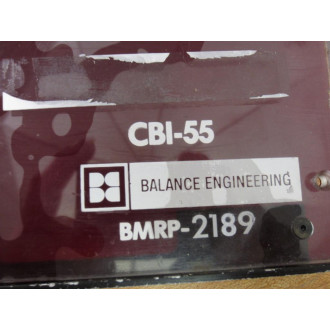 CBI-55
BALANCE ENGINEERING
BMRP-2189